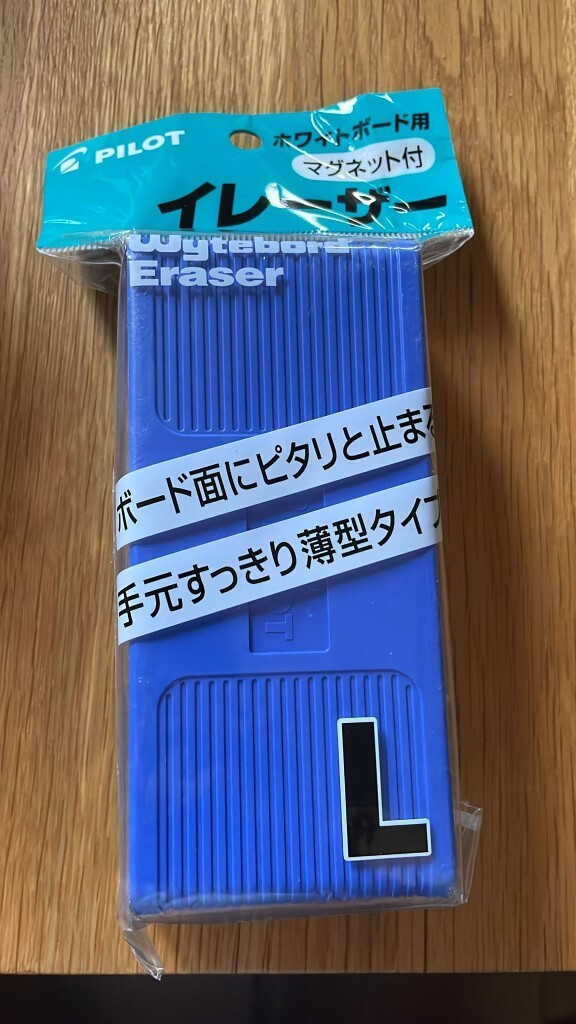 PILOT
ホワイトボード用
マグネット付
イレーザー
Wytebord
Eraser
ボード面にピタリと止まる
手元すっきり薄型タイプ
L